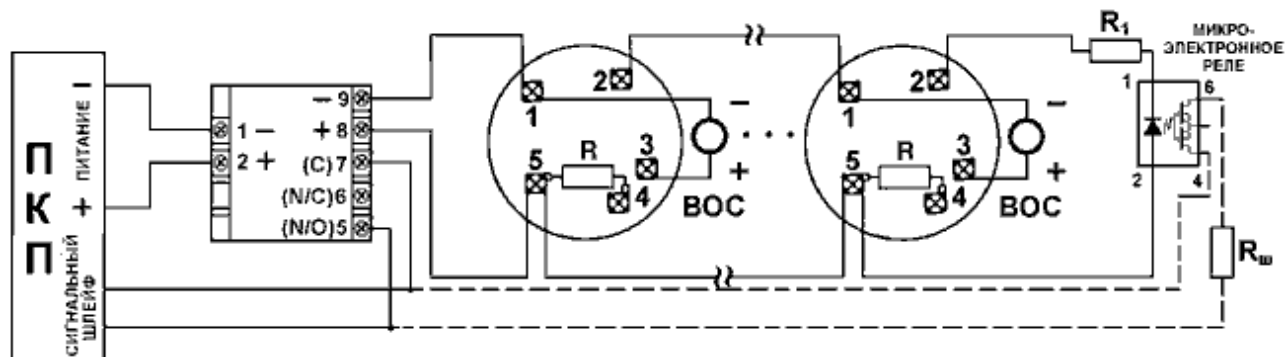 ПКП
ПИТАНИЕ
−
+
СИГНАЛЬНЫЙ
ШЛЕЙФ
1 −
2 +
− 9
+ 8
(С) 7
(N/C) 6
(N/O) 5
1
2
3
4
5
R
−
+
ВОС
. . .
1
2
3
4
5
R
−
+
ВОС
R1
МИКРО-
ЭЛЕКТРОННОЕ
РЕЛЕ
1
6
2
4
Rш